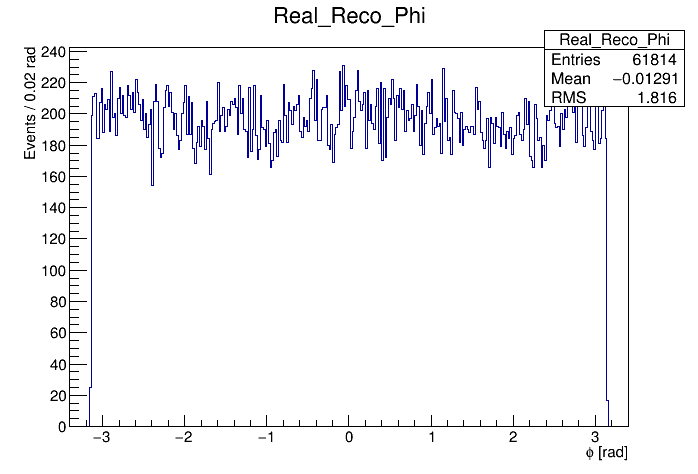 Real_Reco_Phi
Real_Reco_Phi
Entries 61814
Mean −0.01291
RMS 1.816
Events / 0.02 rad
240
220
200
180
160
140
120
100
80
60
40
20
0
−3 −2 −1 0 1 2 3
ϕ [rad]